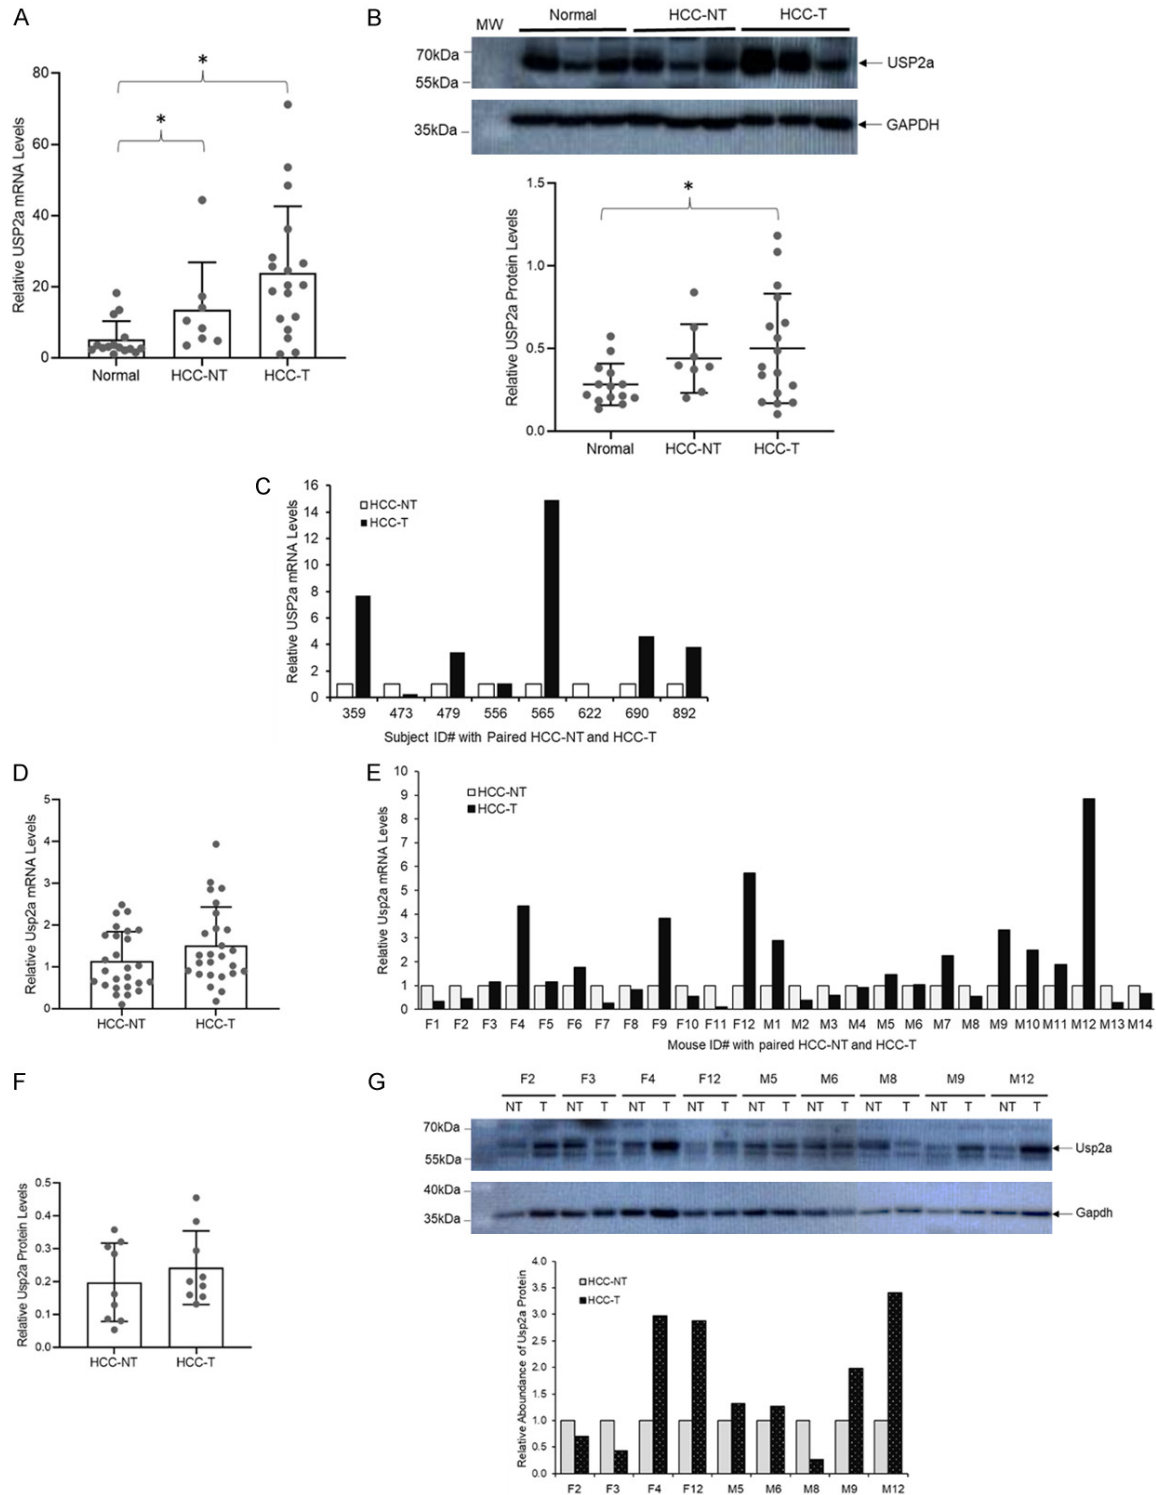 A
Relative USP2a mRNA Levels
80
60
40
20
0
*
*
Normal HCC-NT HCC-T
B
MW Normal HCC-NT HCC-T
70kDa
55kDa
USP2a
35kDa
GAPDH
Relative USP2a Protein Levels
1.5
1.0
0.5
0.0
*
Nromal HCC-NT HCC-T
C
Relative USP2a mRNA Levels
16
14
12
10
8
6
4
2
0
HCC-NT
HCC-T
359 473 479 556 565 622 690 892
Subject ID# with Paired HCC-NT and HCC-T
D
Relative Usp2a mRNA Levels
5
4
3
2
1
0
HCC-NT HCC-T
E
Relative Usp2a mRNA Levels
10
9
8
7
6
5
4
3
2
1
0
HCC-NT
HCC-T
F1 F2 F3 F4 F5 F6 F7 F8 F9 F10 F11 F12 M1 M2 M3 M4 M5 M6 M7 M8 M9 M10 M11 M12 M13 M14
Mouse ID# with paired HCC-NT and HCC-T
F
Relative Usp2a Protein Levels
0.5
0.4
0.3
0.2
0.1
0.0
HCC-NT HCC-T
G
F2 F3 F4 F12 M5 M6 M8 M9 M12
NT T NT T NT T NT T NT T NT T NT T NT T NT T
70kDa
55kDa
Usp2a
40kDa
35kDa
Gapdh
Relative Aboundance of Usp2a Protein
4.0
3.5
3.0
2.5
2.0
1.5
1.0
0.5
0.0
HCC-NT
HCC-T
F2 F3 F4 F12 M5 M6 M8 M9 M12